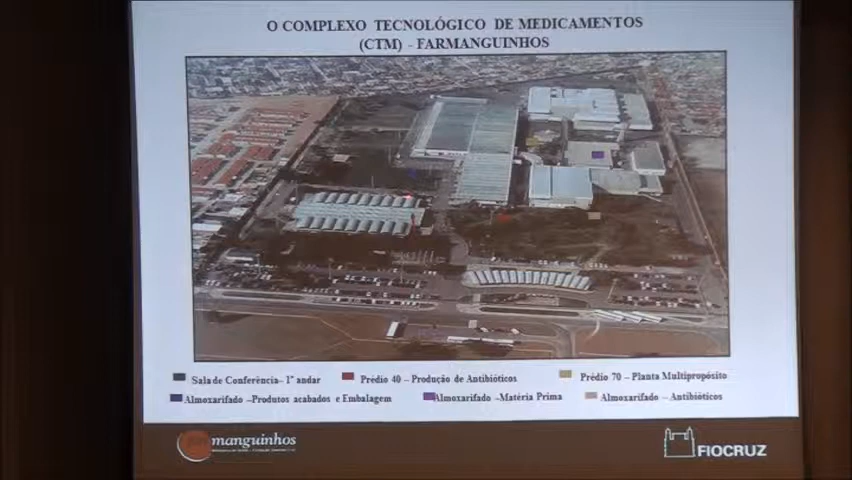 O COMPLEXO TECNOLÓGICO DE MEDICAMENTOS
(CTM) - FARMANGUINHOS
Sala de Conferência– 1º andar
Prédio 40 – Produção de Antibióticos
Prédio 70 – Planta Multipropósito
Almoxarifado –Produtos acabados e Embalagem
Almoxarifado –Matéria Prima
Almoxarifado – Antibióticos
manguinhos
FIOCRUZ